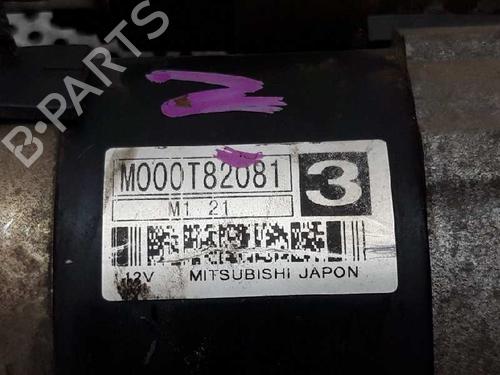 B-PARTS
Z
M000T82081
3
M1 21
12V MITSUBISHI JAPON